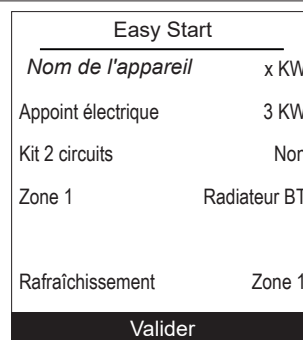 Easy Start
Nom de l'appareil x KW
Appoint électrique 3 KW
Kit 2 circuits Non
Zone 1 Radiateur BT
Rafraîchissement Zone 1
Valider